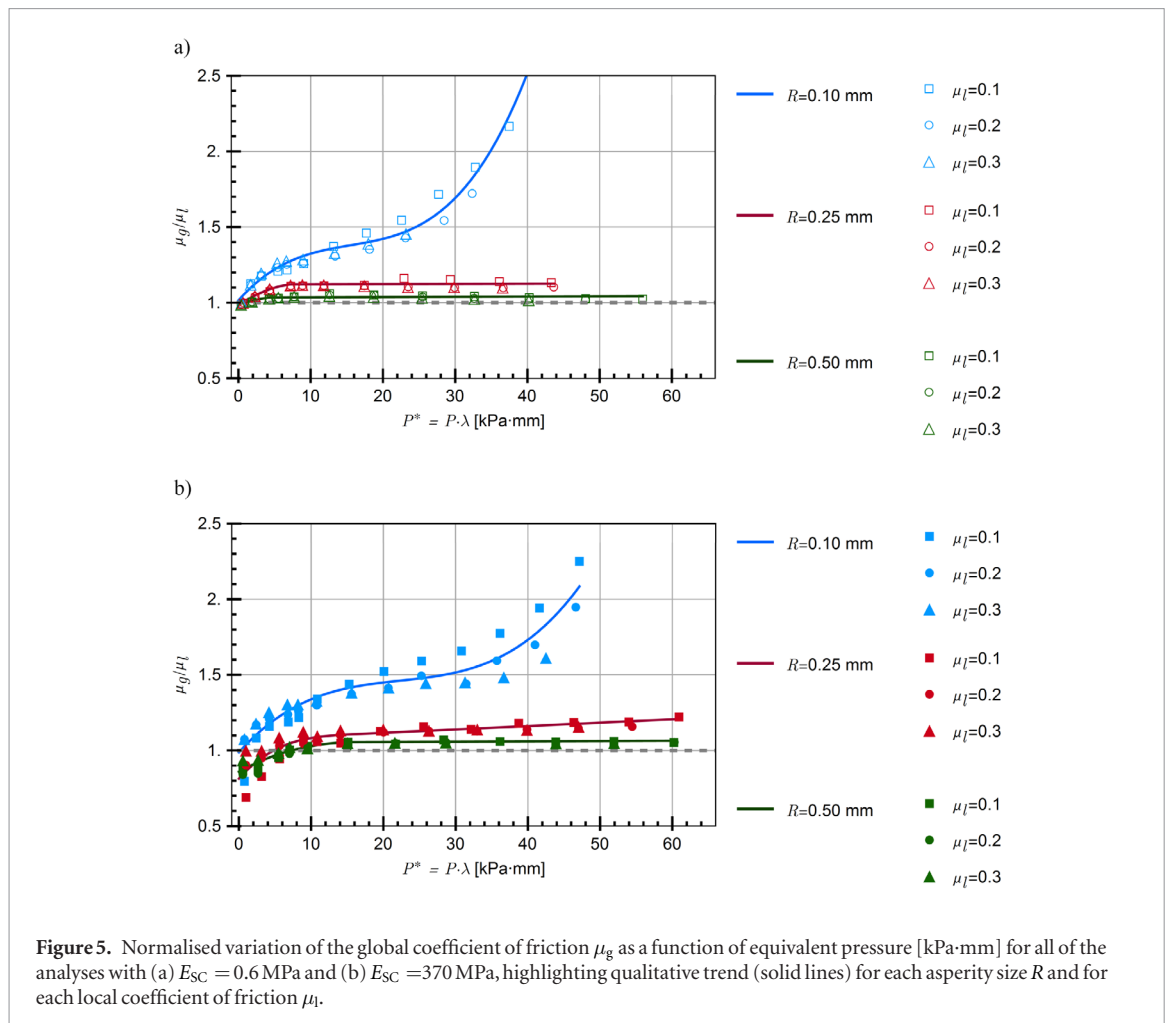 a)
2.5
2.
1.5
1
0.5
μg/μl
0 10 20 30 40 50 60
P* = P·λ [kPa·mm]
R=0.10 mm
μl=0.1
μl=0.2
μl=0.3
R=0.25 mm
μl=0.1
μl=0.2
μl=0.3
R=0.50 mm
μl=0.1
μl=0.2
μl=0.3
b)
2.5
2.
1.5
1
0.5
μg/μl
0 10 20 30 40 50 60
P* = P·λ [kPa·mm]
R=0.10 mm
μl=0.1
μl=0.2
μl=0.3
R=0.25 mm
μl=0.1
μl=0.2
μl=0.3
R=0.50 mm
μl=0.1
μl=0.2
μl=0.3
Figure 5. Normalised variation of the global coefficient of friction μg as a function of equivalent pressure [kPa·mm] for all of the
analyses with (a) ESC = 0.6 MPa and (b) ESC =370 MPa, highlighting qualitative trend (solid lines) for each asperity size R and for
each local coefficient of friction μl.